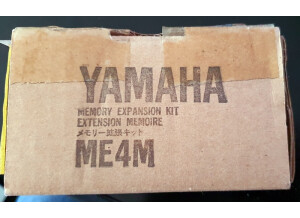 YAMAHA
MEMORY EXPANSION KIT
EXTENSION MEMOIRE
メモリー拡張キット
ME4M